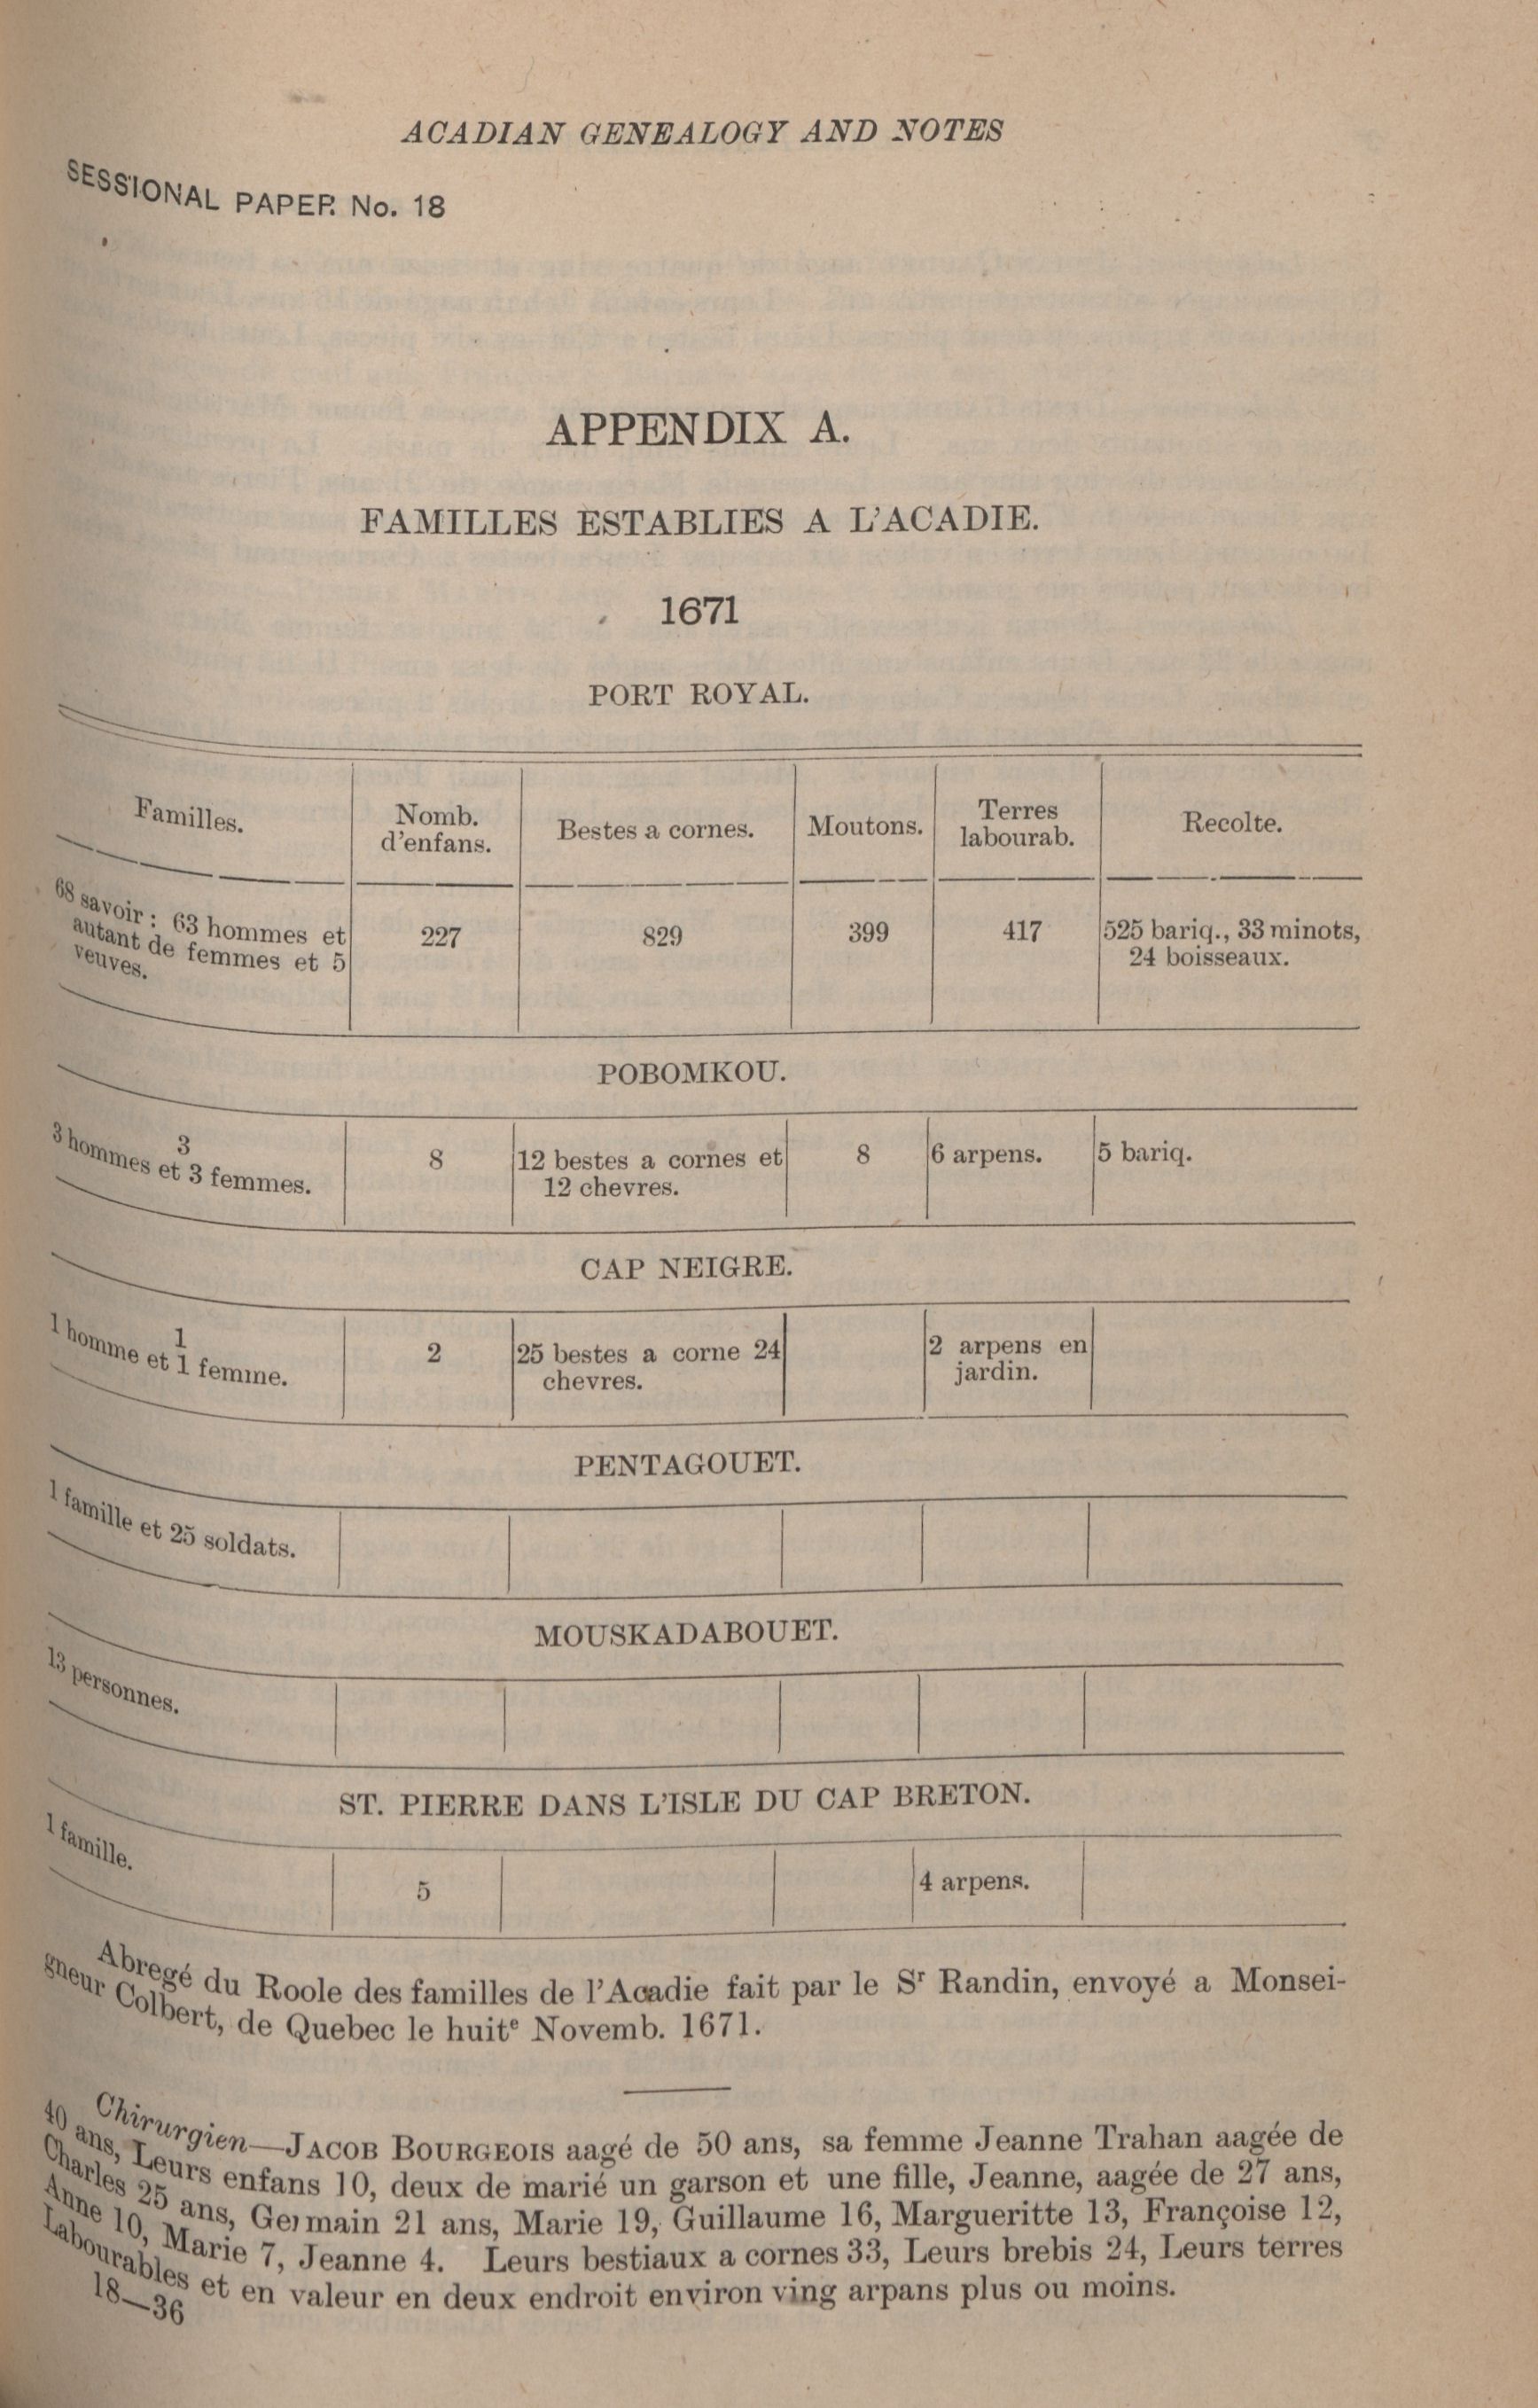 ACADIAN GENEALOGY AND NOTES
SESSIONAL PAPER No. 18
APPENDIX A.
FAMILLES ESTABLIES A L'ACADIE.
1671
PORT ROYAL.
Familles. Nomb. d'enfans. Bestes a cornes. Moutons. Terres labourab. Recolte.
68 savoir : 63 hommes et 227 829 399 417 525 bariq., 33 minots,
autant de femmes et 5 24 boisseaux.
veuves.
POBOMKOU.
3 8 12 bestes a cornes et 8 6 arpens. 5 bariq.
3 hommes et 3 femmes. 12 chevres.
CAP NEIGRE.
1 2 25 bestes a corne 24 2 arpens en
1 homme et 1 femme. chevres. jardin.
PENTAGOUET.
1 famille et 25 soldats.
MOUSKADABOUET.
13 personnes.
ST. PIERRE DANS L'ISLE DU CAP BRETON.
1 famille. 5 4 arpens.
Abregé du Roole des familles de l'Acadie fait par le Sr Randin, envoyé a Monsei-
gneur Colbert, de Quebec le huite Novemb. 1671.
Chirurgien—JACOB BOURGEOIS aagé de 50 ans, sa femme Jeanne Trahan aagée de
40 ans, Leurs enfans 10, deux de marié un garson et une fille, Jeanne, aagée de 27 ans,
Charles 25 ans, Germain 21 ans, Marie 19, Guillaume 16, Margueritte 13, Françoise 12,
Anne 10, Marie 7, Jeanne 4. Leurs bestiaux a cornes 33, Leurs brebis 24, Leurs terres
Labourables et en valeur en deux endroit environ ving arpans plus ou moins.
18—36